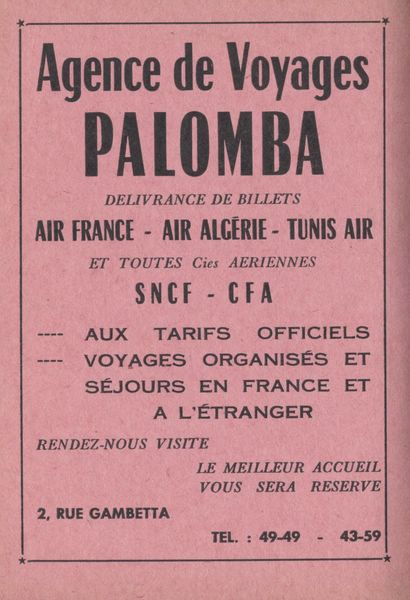 Agence de Voyages
PALOMBA
DELIVRANCE DE BILLETS
AIR FRANCE - AIR ALGÉRIE - TUNIS AIR
ET TOUTES Cies AERIENNES
SNCF - CFA
---- AUX TARIFS OFFICIELS
---- VOYAGES ORGANISÉS ET
SÉJOURS EN FRANCE ET
A L'ÉTRANGER
RENDEZ-NOUS VISITE
LE MEILLEUR ACCUEIL
VOUS SERA RESERVE
2, RUE GAMBETTA
TEL. : 49-49 - 43-59